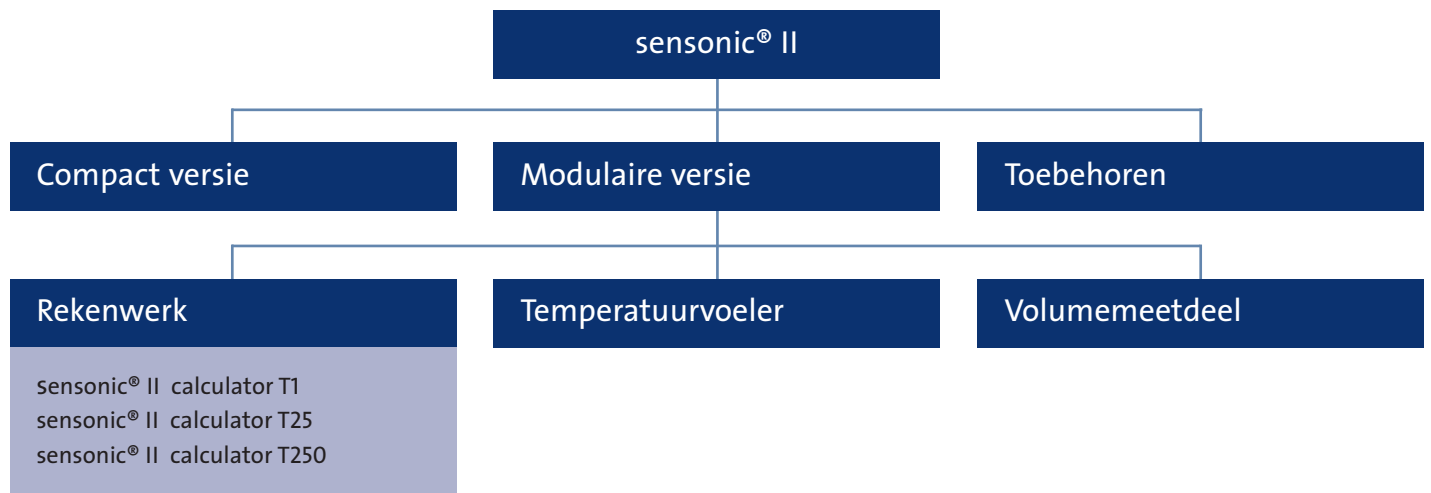 sensonic® II
Compact versie
Modulaire versie
Toebehoren
Rekenwerk
Temperatuurvoeler
Volumemeetdeel
sensonic® II calculator T1
sensonic® II calculator T25
sensonic® II calculator T250